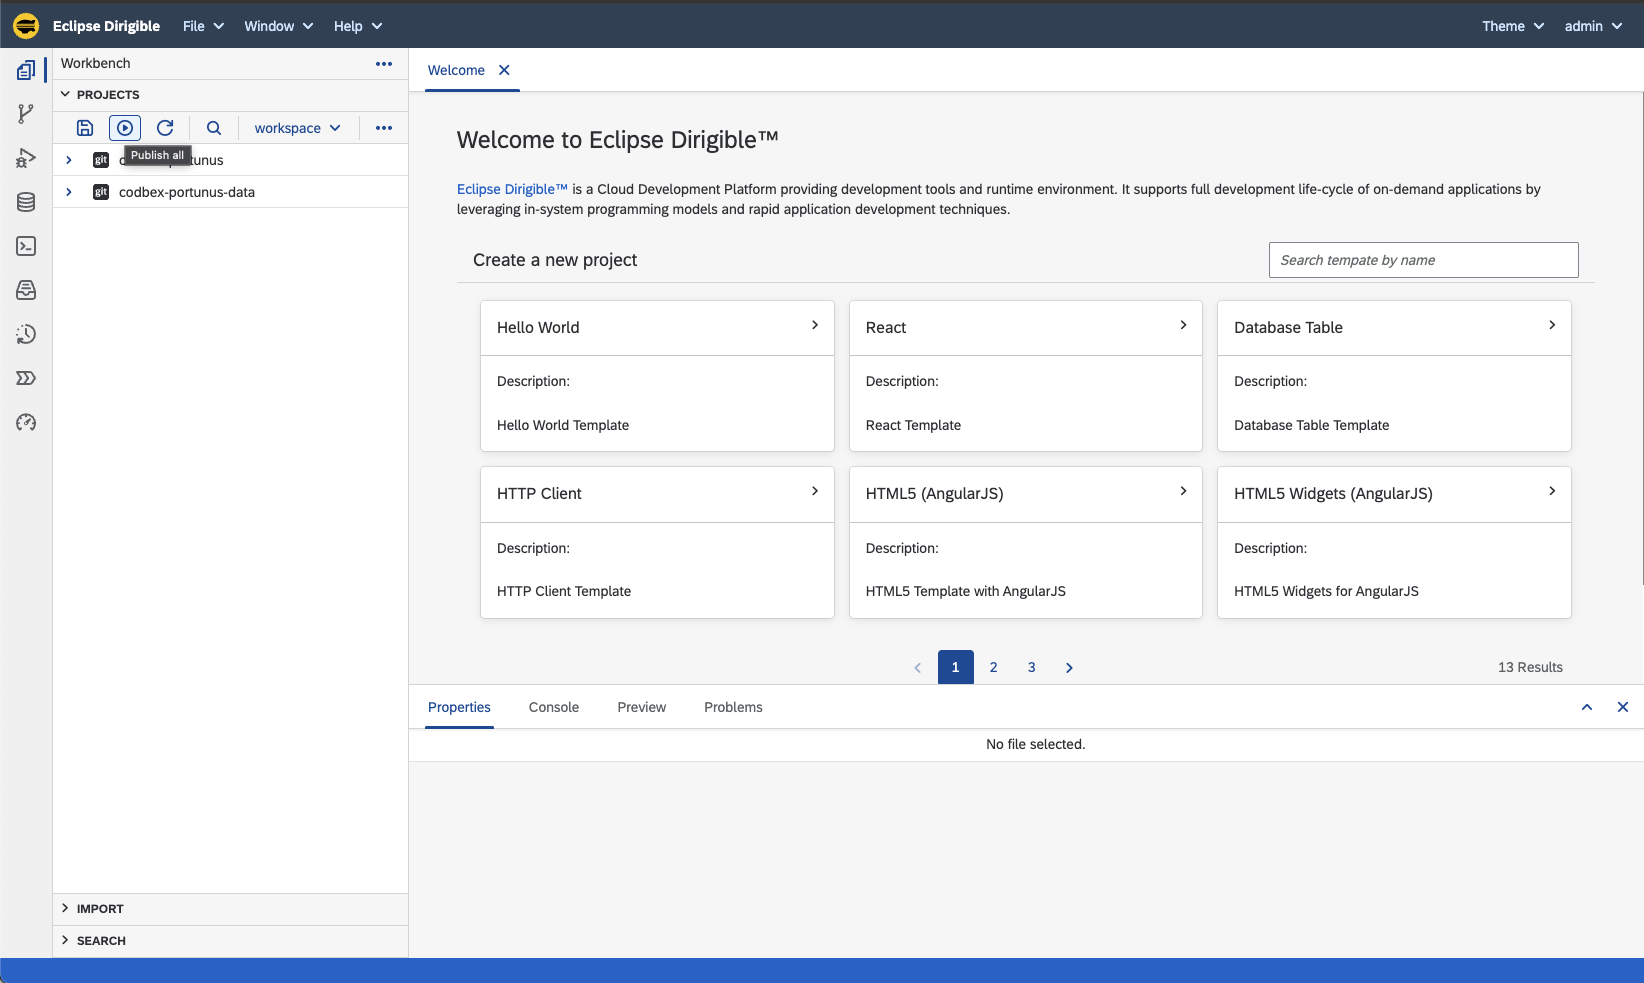 Eclipse Dirigible File Window Help Theme admin
Workbench
PROJECTS
workspace
Publish all
git tunus
git codbex-portunus-data
IMPORT
SEARCH
Welcome
Welcome to Eclipse Dirigible™
Eclipse Dirigible™ is a Cloud Development Platform providing development tools and runtime environment. It supports full development life-cycle of on-demand applications by
leveraging in-system programming models and rapid application development techniques.
Create a new project
Search tempate by name
Hello World
Description:
Hello World Template
React
Description:
React Template
Database Table
Description:
Database Table Template
HTTP Client
Description:
HTTP Client Template
HTML5 (AngularJS)
Description:
HTML5 Template with AngularJS
HTML5 Widgets (AngularJS)
Description:
HTML5 Widgets for AngularJS
1 2 3
13 Results
Properties Console Preview Problems
No file selected.